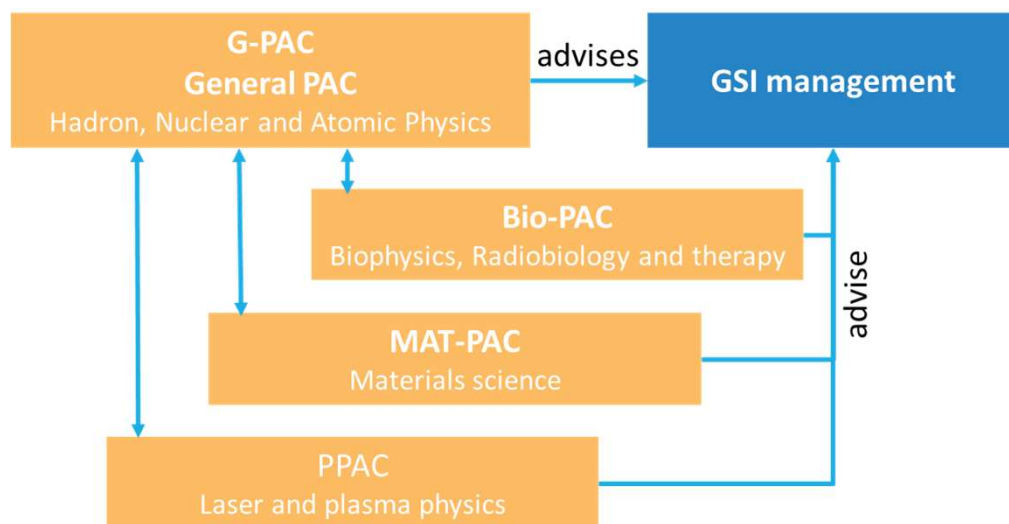 G-PAC
General PAC
Hadron, Nuclear and Atomic Physics
advises
GSI management
Bio-PAC
Biophysics, Radiobiology and therapy
advise
MAT-PAC
Materials science
PPAC
Laser and plasma physics